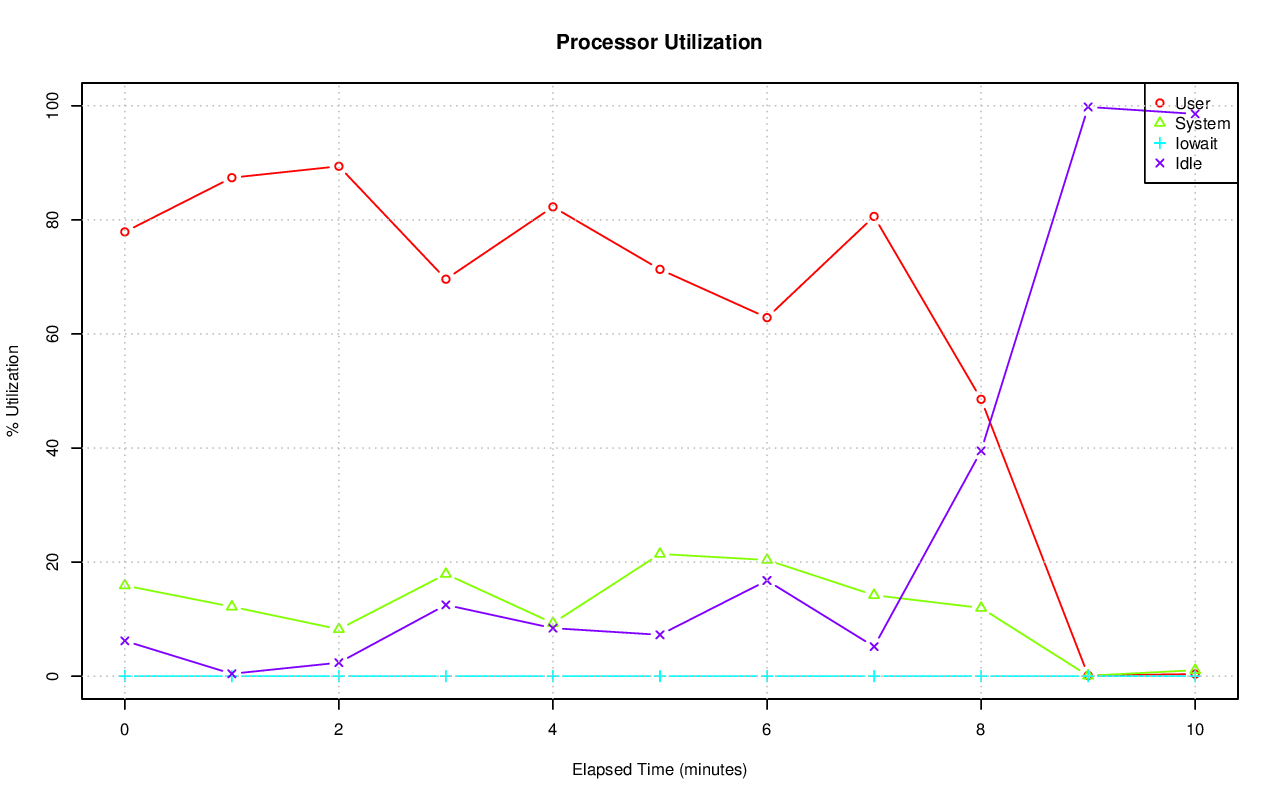 Processor Utilization
100
80
60
40
20
0
% Utilization
User
System
Iowait
Idle
0 2 4 6 8 10
Elapsed Time (minutes)